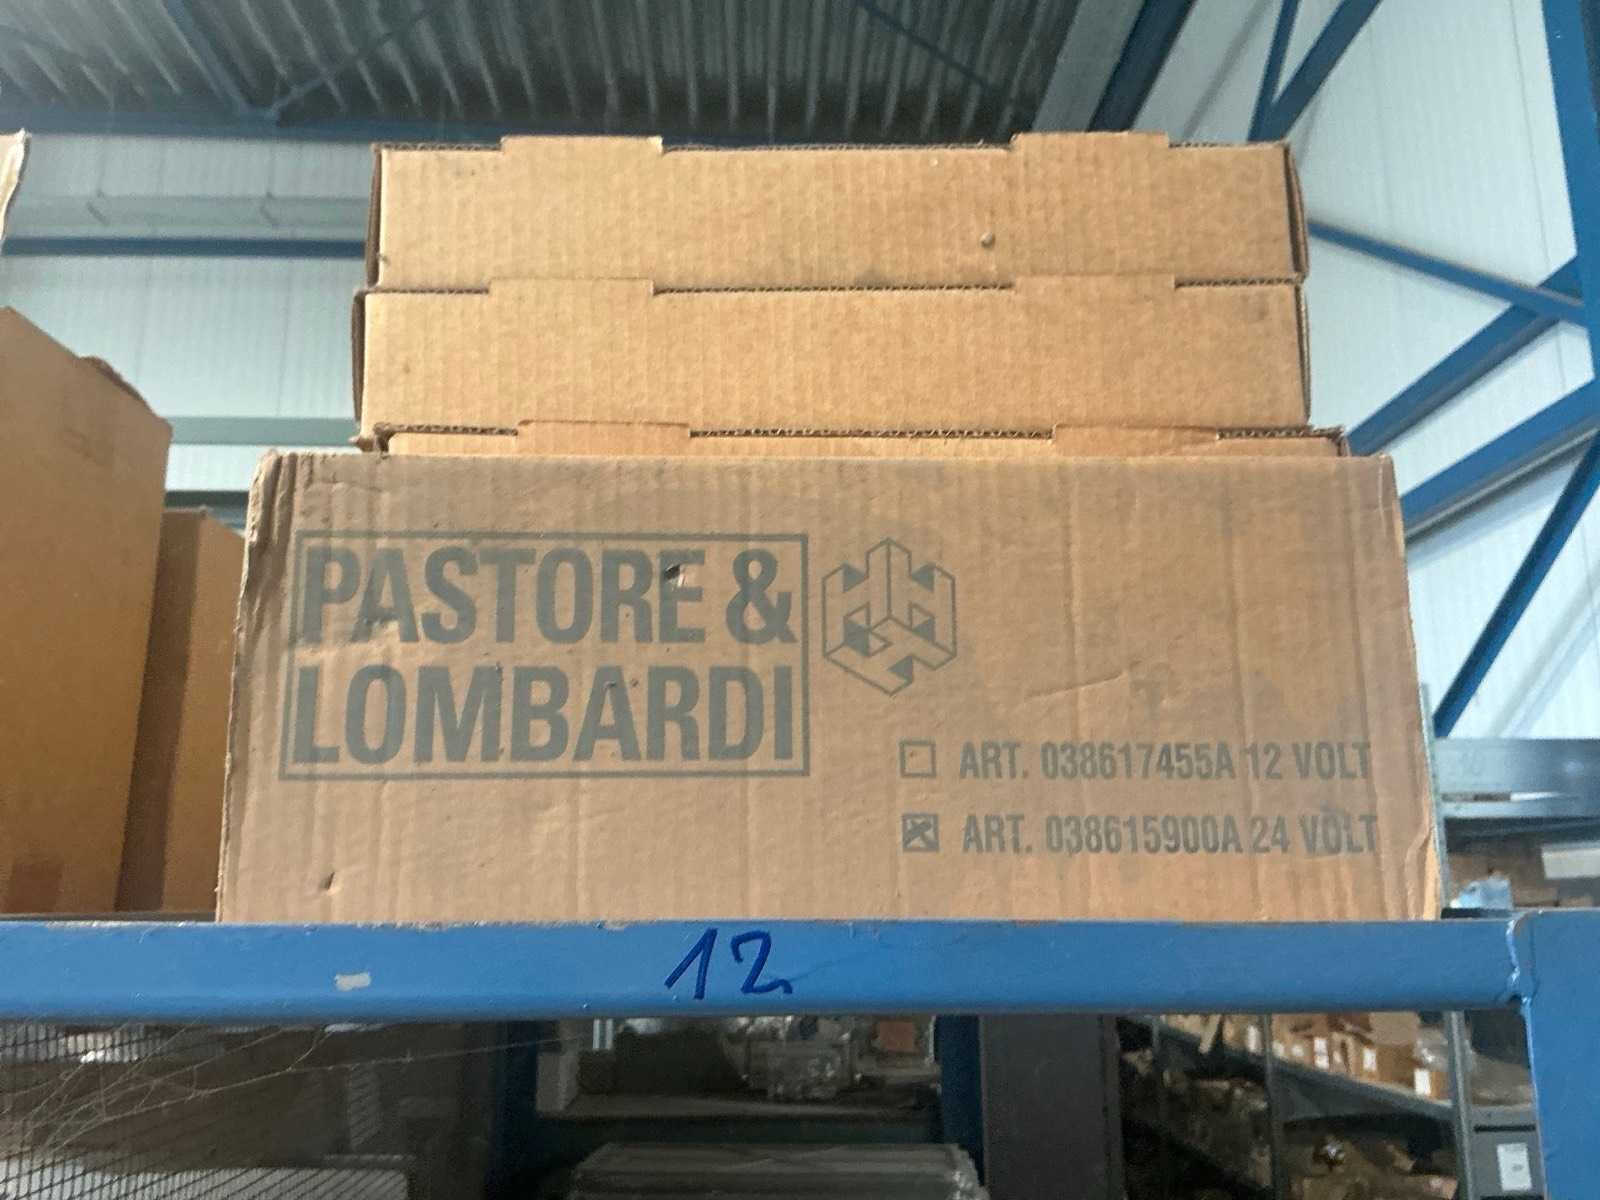 PASTORE &
LOMBARDI
ART. 038617455A 12 VOLT
ART. 038615900A 24 VOLT
12